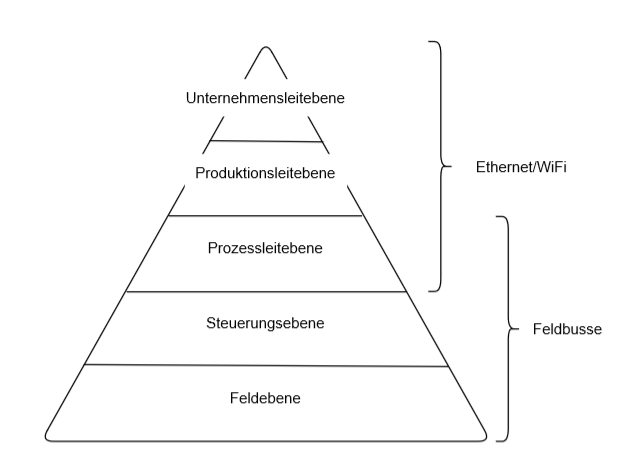 Unternehmensleitebene
Produktionsleitebene
Ethernet/WiFi
Prozessleitebene
Steuerungsebene
Feldbusse
Feldebene